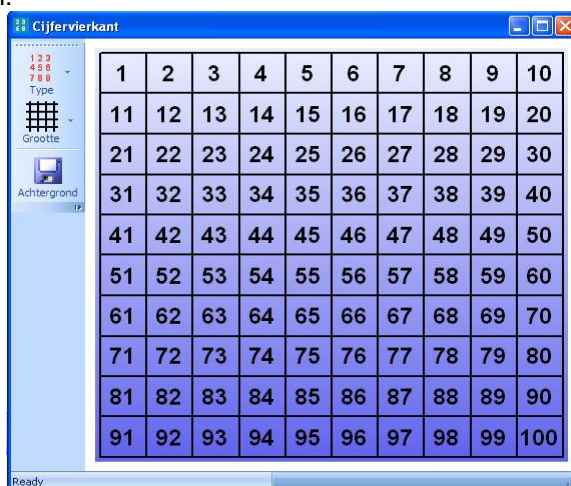 Cijfervierkant
1 2 3
4 5 6
7 8 9
Type
Grootte
Achtergrond
1 2 3 4 5 6 7 8 9 10
11 12 13 14 15 16 17 18 19 20
21 22 23 24 25 26 27 28 29 30
31 32 33 34 35 36 37 38 39 40
41 42 43 44 45 46 47 48 49 50
51 52 53 54 55 56 57 58 59 60
61 62 63 64 65 66 67 68 69 70
71 72 73 74 75 76 77 78 79 80
81 82 83 84 85 86 87 88 89 90
91 92 93 94 95 96 97 98 99 100
Ready